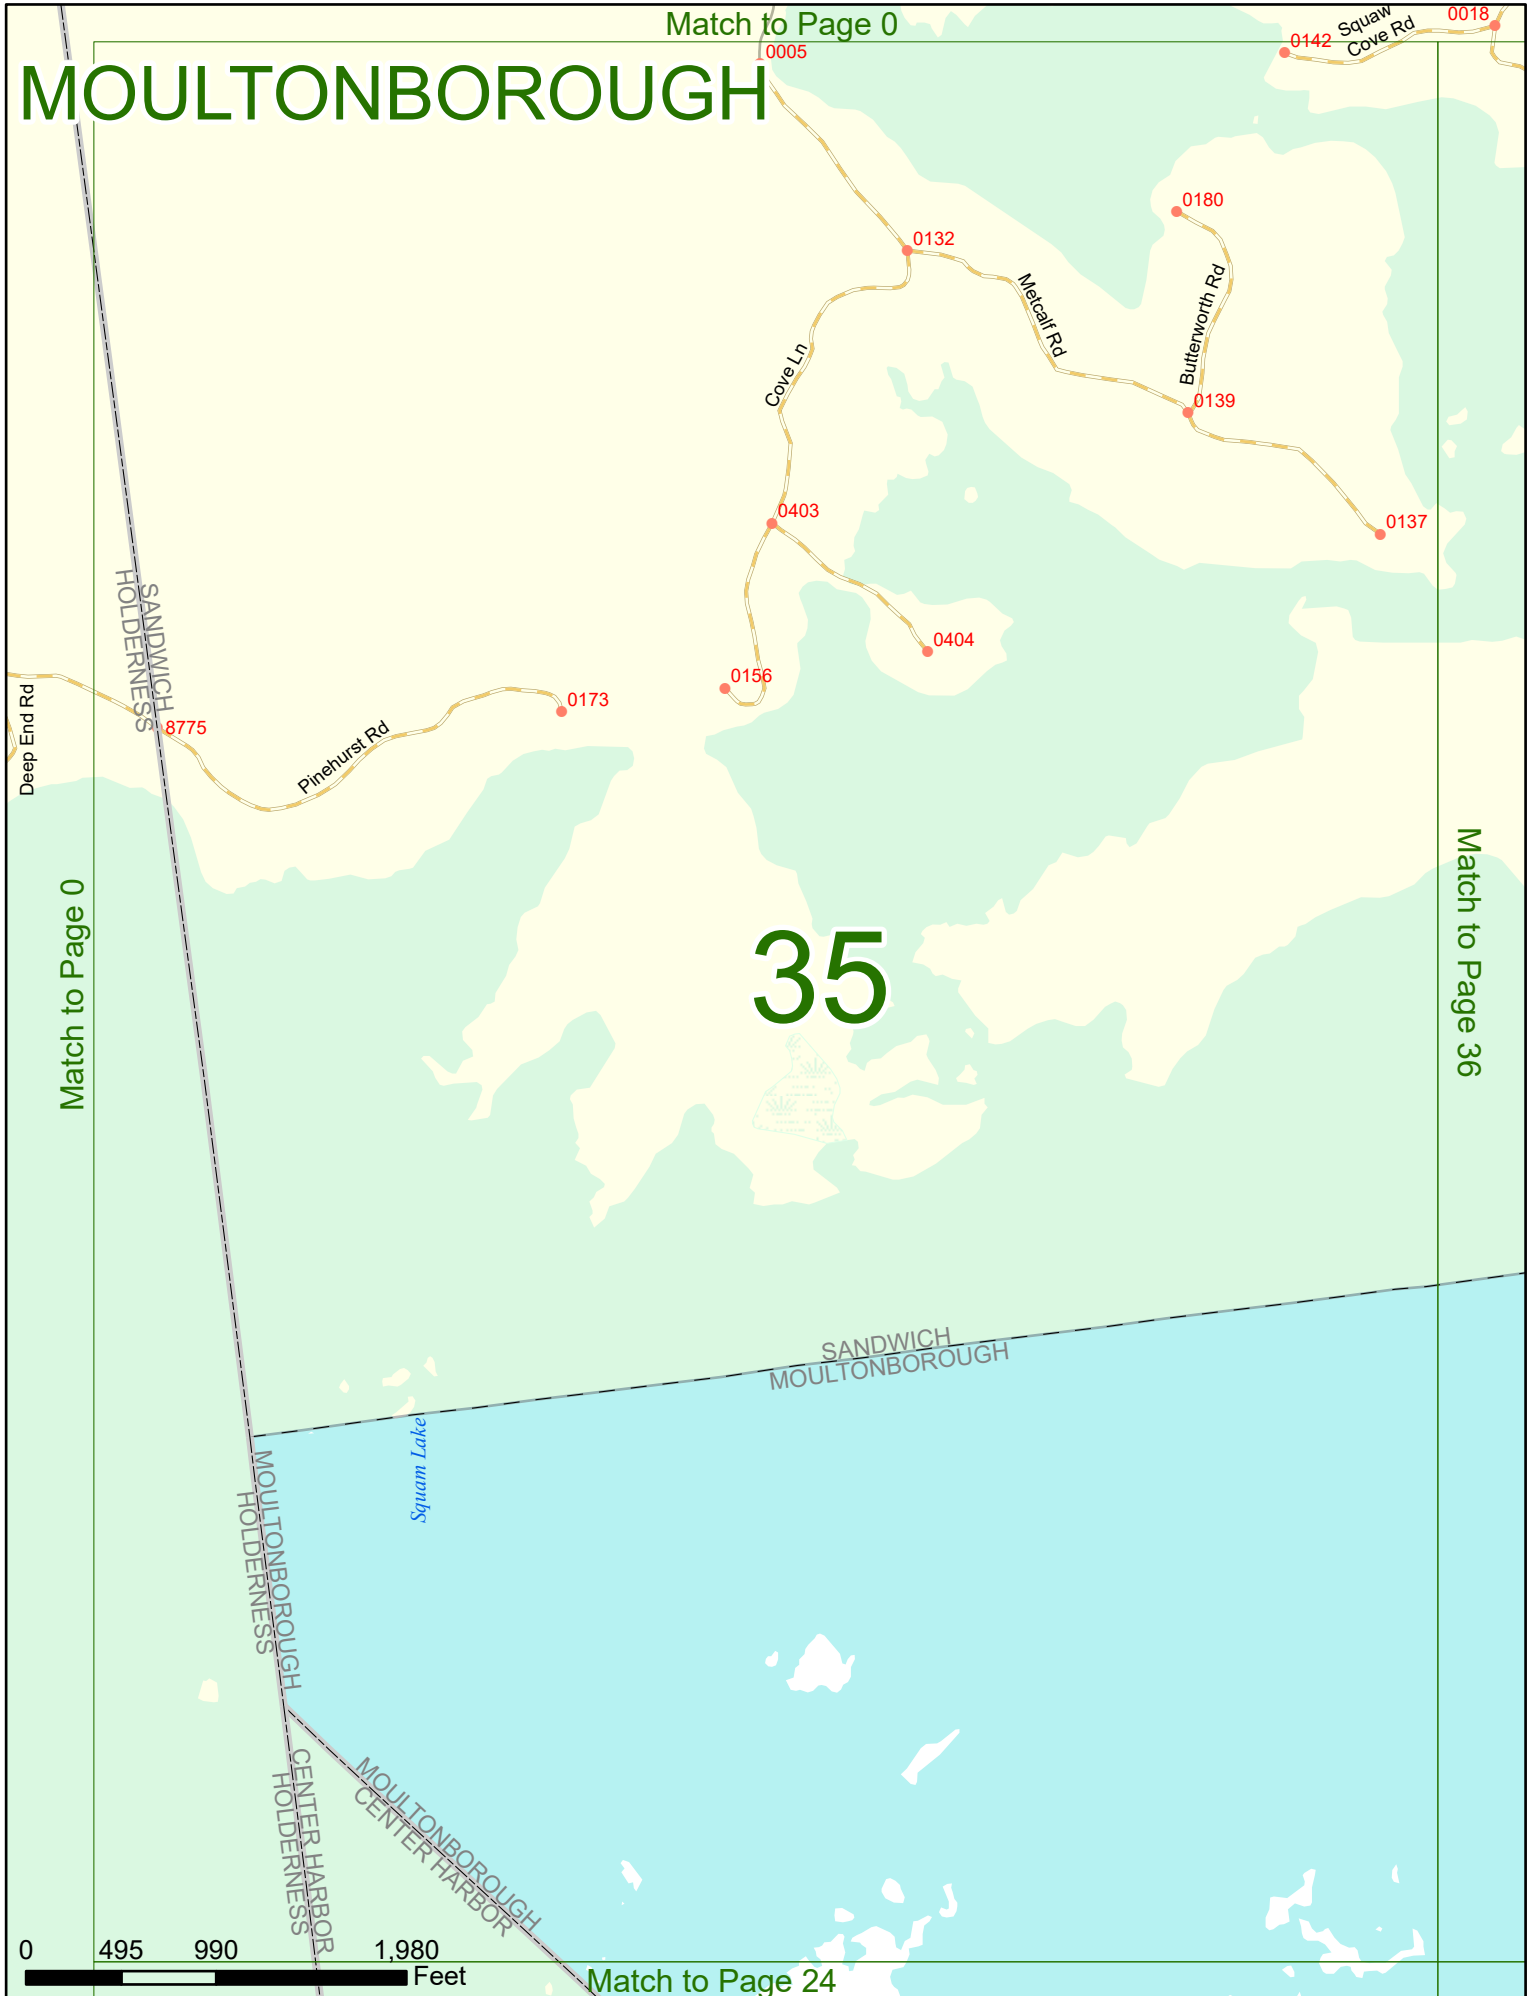 Match to Page 0
MOULTONBOROUGH
0005
0142
Squaw
Cove Rd
0018
0180
0132
Metcalf Rd
Butterworth Rd
Cove Ln
0139
0403
0137
SANDWICH
HOLDERNESS
0404
0156
0173
Deep End Rd
8775
Pinehurst Rd
Match to Page 0
35
Match to Page 36
SANDWICH
MOULTONBOROUGH
Squam Lake
MOULTONBOROUGH
HOLDERNESS
CENTER HARBOR
HOLDERNESS
MOULTONBOROUGH
CENTER HARBOR
0 495 990 1,980
Feet
Match to Page 24